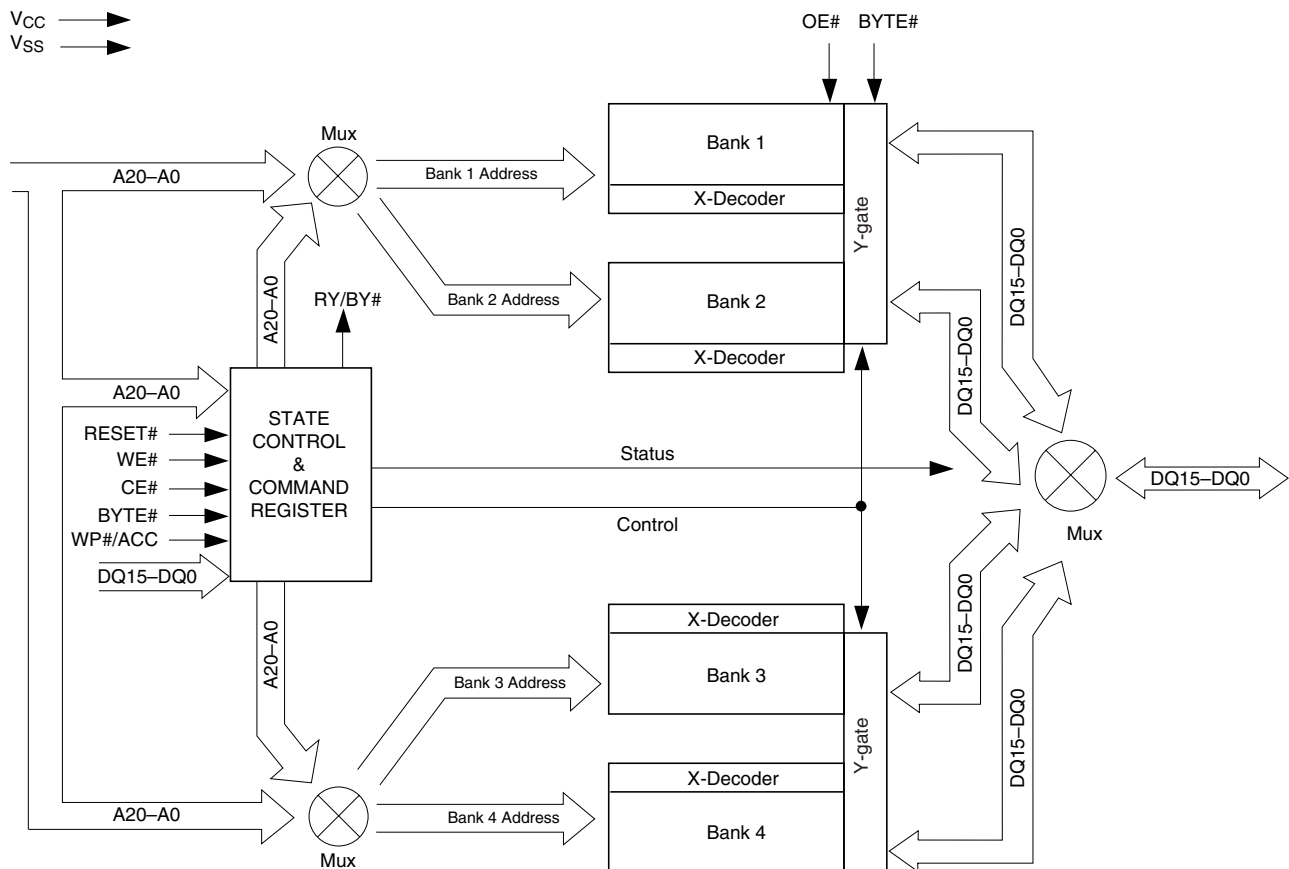 VCC
VSS
OE# BYTE#
Mux
A20–A0
Bank 1 Address
Bank 1
X-Decoder
Y-gate
DQ15–DQ0
A20–A0
RY/BY#
Bank 2 Address
Bank 2
X-Decoder
DQ15–DQ0
A20–A0
RESET#
WE#
CE#
BYTE#
WP#/ACC
DQ15–DQ0
STATE
CONTROL
&
COMMAND
REGISTER
Status
Control
DQ15–DQ0
Mux
A20–A0
X-Decoder
Bank 3 Address
Bank 3
Y-gate
DQ15–DQ0
DQ15–DQ0
A20–A0
Mux
Bank 4 Address
X-Decoder
Bank 4